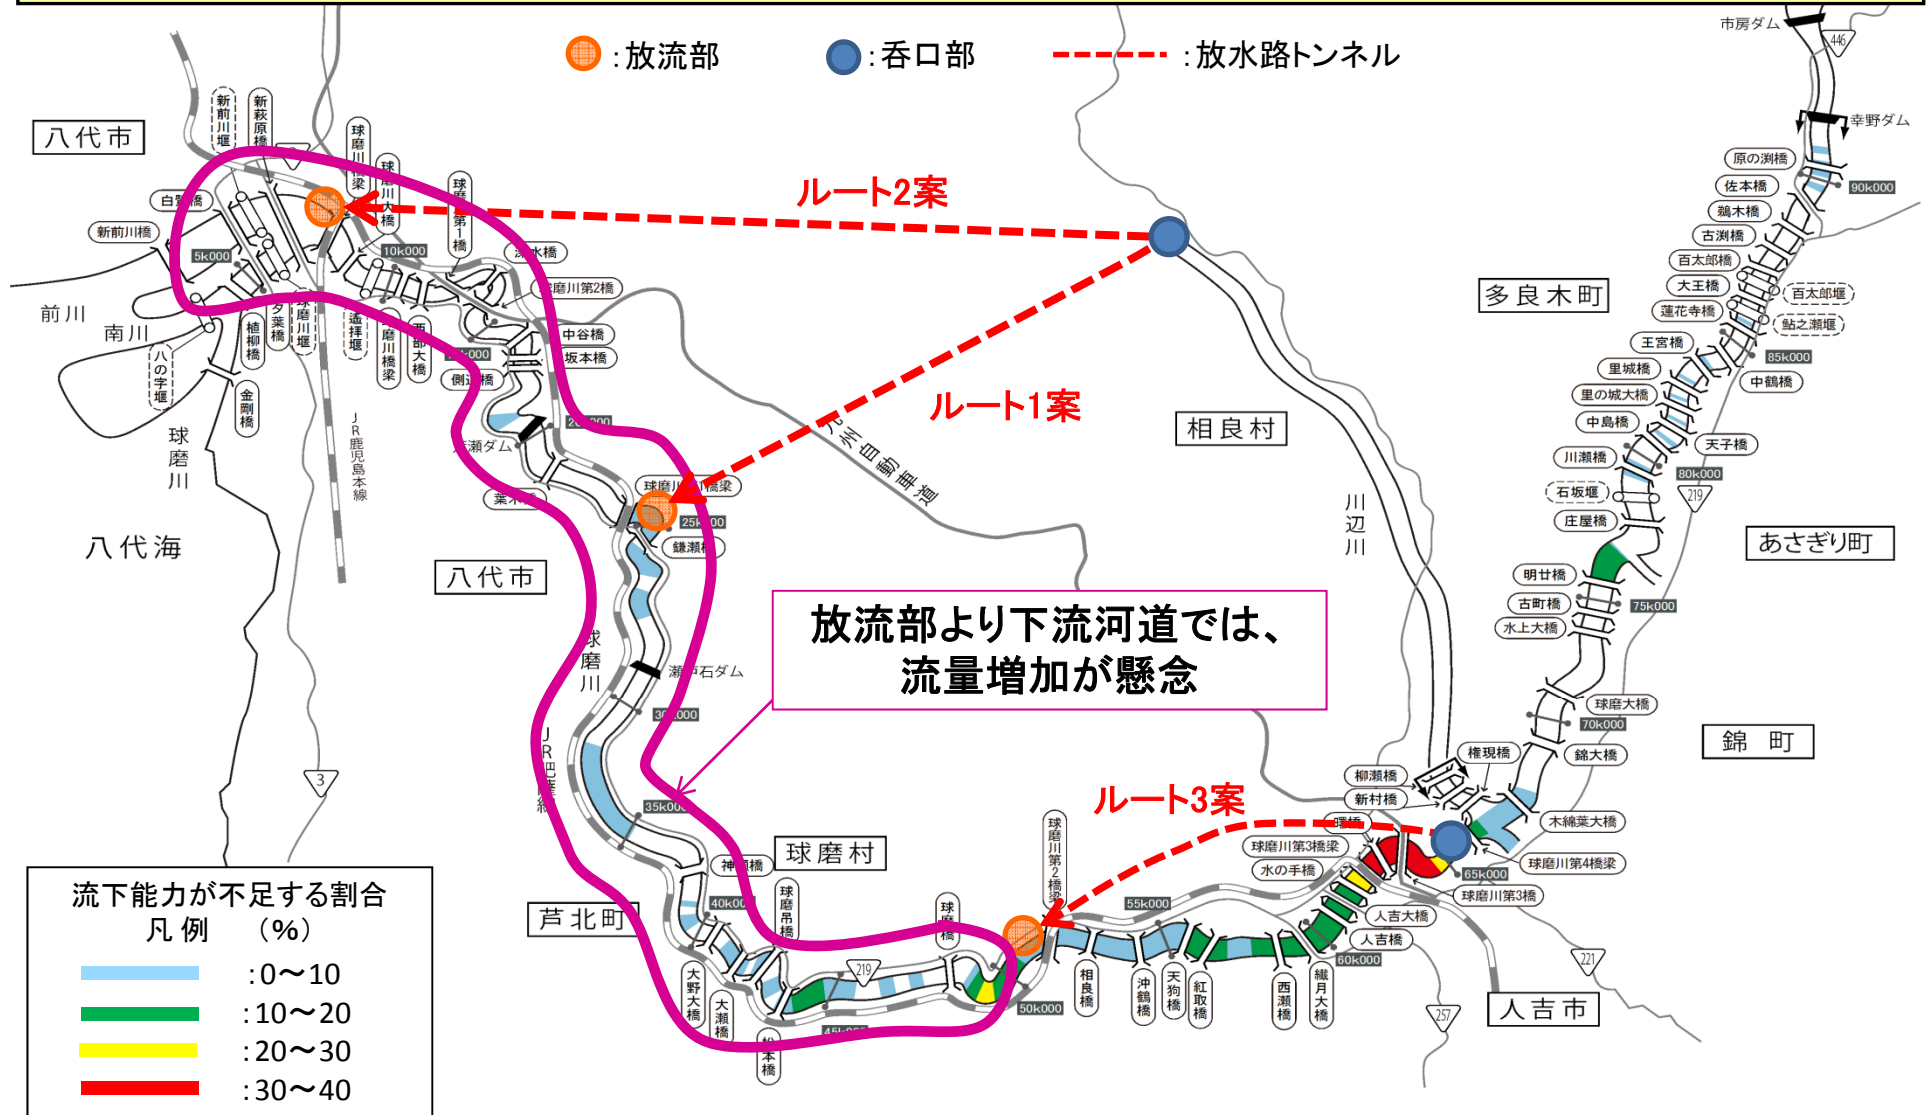 ：放流部
：呑口部
：放水路トンネル
市房ダム
446
幸野ダム
原の渕橋
90k000
佐本橋
鵜木橋
古渕橋
百太郎橋
大王橋
百太郎堰
蓮花寺橋
鮎之瀬堰
85k000
王宮橋
中鶴橋
里城橋
里の城大橋
中島橋
天子橋
川瀬橋
80k000
219
石坂堰
庄屋橋
多良木町
あさぎり町
明廿橋
古町橋
75k000
水上大橋
球磨大橋
70k000
錦大橋
錦　町
権現橋
柳瀬橋
新村橋
木綿葉大橋
球磨川第4橋梁
65k000
球磨川第3橋
曙橋
球磨川第3橋梁
水の手橋
人吉大橋
人吉橋
60k000
繊月大橋
西瀬橋
紅取橋
天狗橋
沖鶴橋
相良橋
55k000
球磨川第2橋梁
50k000
221
257
人吉市
相良村
川辺川
九州自動車道
ルート2案
ルート1案
ルート3案
八代市
新前川堰
新萩原橋
球磨川橋梁
球磨川大橋
新前川橋
5k000
10k000
球磨川第2橋
中谷橋
坂本橋
前川
南川
八の字堰
金剛橋
植柳橋
夕葉橋
球磨川堰
遙拝堰
西部大橋
JR鹿児島本線
球磨川
八代海
3
八代市
鎌瀬橋
球磨川
瀬戸石ダム
放流部より下流河道では、
流量増加が懸念
球磨村
芦北町
神瀬橋
球磨吊橋
大野大橋
大瀬橋
松本橋
219
流下能力が不足する割合
凡 例　（%）
：0～10
：10～20
：20～30
：30～40